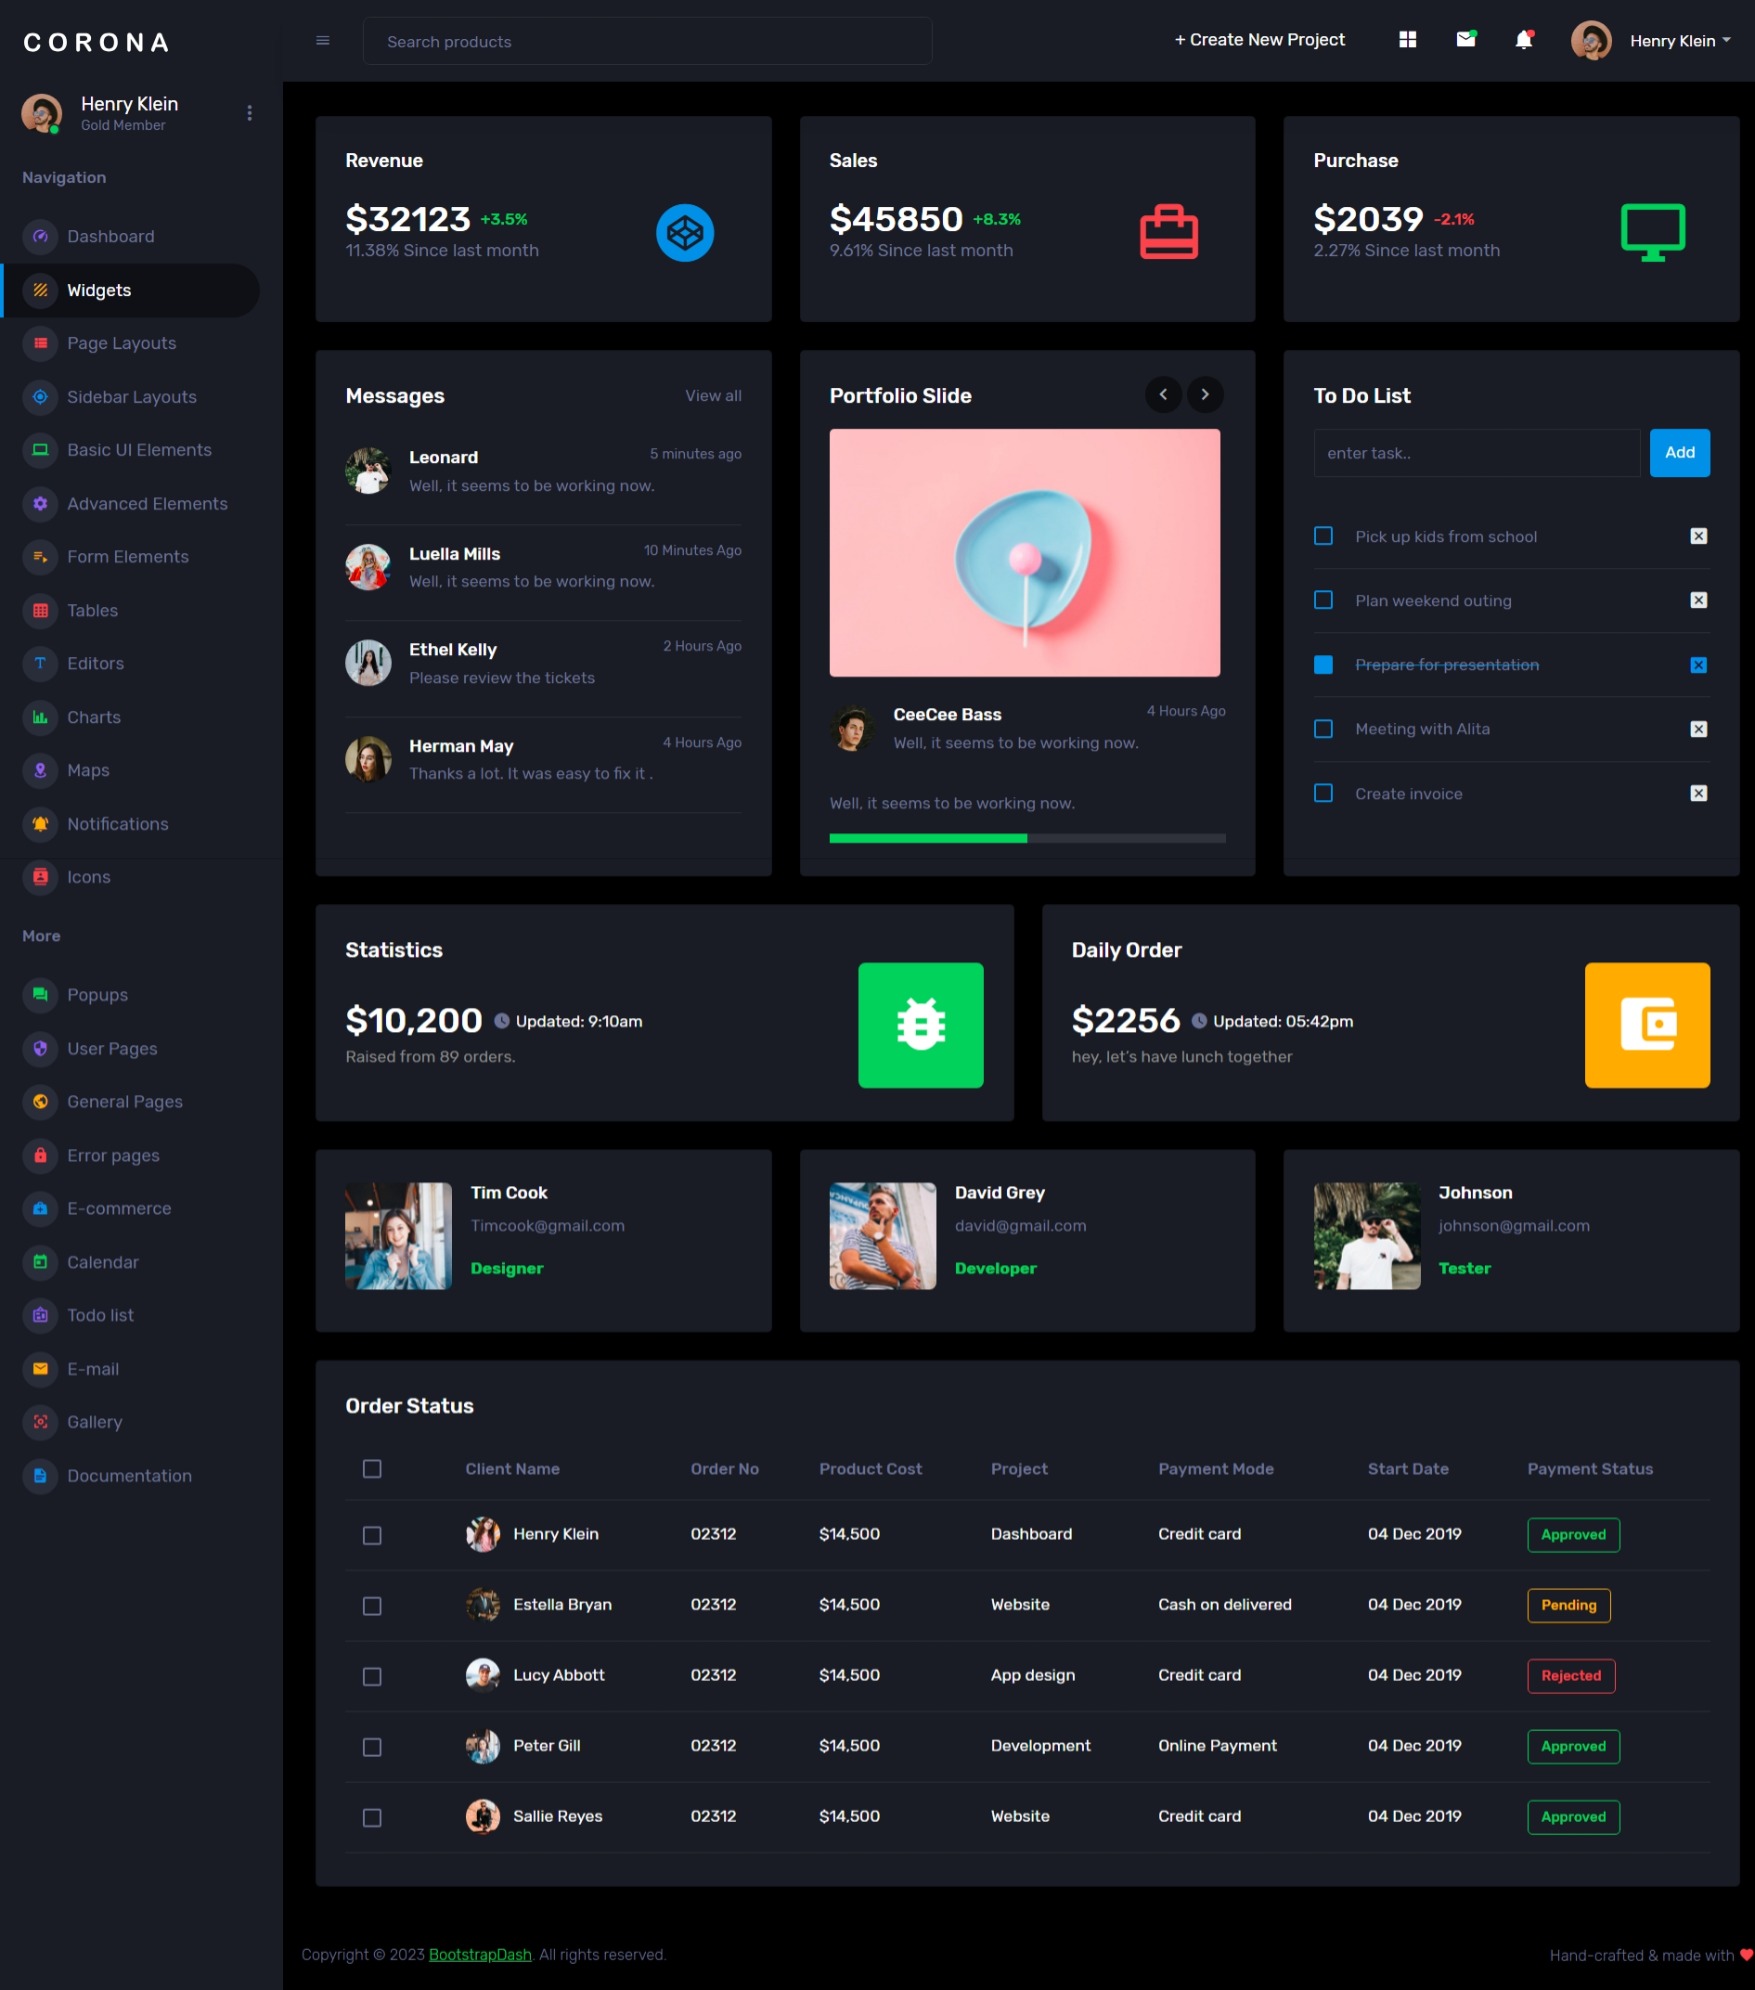 CORONA
Search products
+ Create New Project
Henry Klein
Henry Klein
Gold Member
Navigation
Dashboard
Widgets
Page Layouts
Sidebar Layouts
Basic UI Elements
Advanced Elements
Form Elements
Tables
Editors
Charts
Maps
Notifications
Icons
More
Popups
User Pages
General Pages
Error pages
E-commerce
Calendar
Todo list
E-mail
Gallery
Documentation
Revenue
$32123 +3.5%
11.38% Since last month
Sales
$45850 +8.3%
9.61% Since last month
Purchase
$2039 -2.1%
2.27% Since last month
Messages
View all
Leonard
5 minutes ago
Well, it seems to be working now.
Luella Mills
10 Minutes Ago
Well, it seems to be working now.
Ethel Kelly
2 Hours Ago
Please review the tickets
Herman May
4 Hours Ago
Thanks a lot. It was easy to fix it .
Portfolio Slide
CeeCee Bass
4 Hours Ago
Well, it seems to be working now.
Well, it seems to be working now.
To Do List
enter task..
Add
Pick up kids from school
Plan weekend outing
Prepare for presentation
Meeting with Alita
Create invoice
Statistics
$10,200 Updated: 9:10am
Raised from 89 orders.
Daily Order
$2256 Updated: 05:42pm
hey, let's have lunch together
Tim Cook
Timcook@gmail.com
Designer
David Grey
david@gmail.com
Developer
Johnson
johnson@gmail.com
Tester
Order Status
Client Name Order No Product Cost Project Payment Mode Start Date Payment Status
Henry Klein 02312 $14,500 Dashboard Credit card 04 Dec 2019 Approved
Estella Bryan 02312 $14,500 Website Cash on delivered 04 Dec 2019 Pending
Lucy Abbott 02312 $14,500 App design Credit card 04 Dec 2019 Rejected
Peter Gill 02312 $14,500 Development Online Payment 04 Dec 2019 Approved
Sallie Reyes 02312 $14,500 Website Credit card 04 Dec 2019 Approved
Copyright © 2023 BootstrapDash. All rights reserved.
Hand-crafted & made with